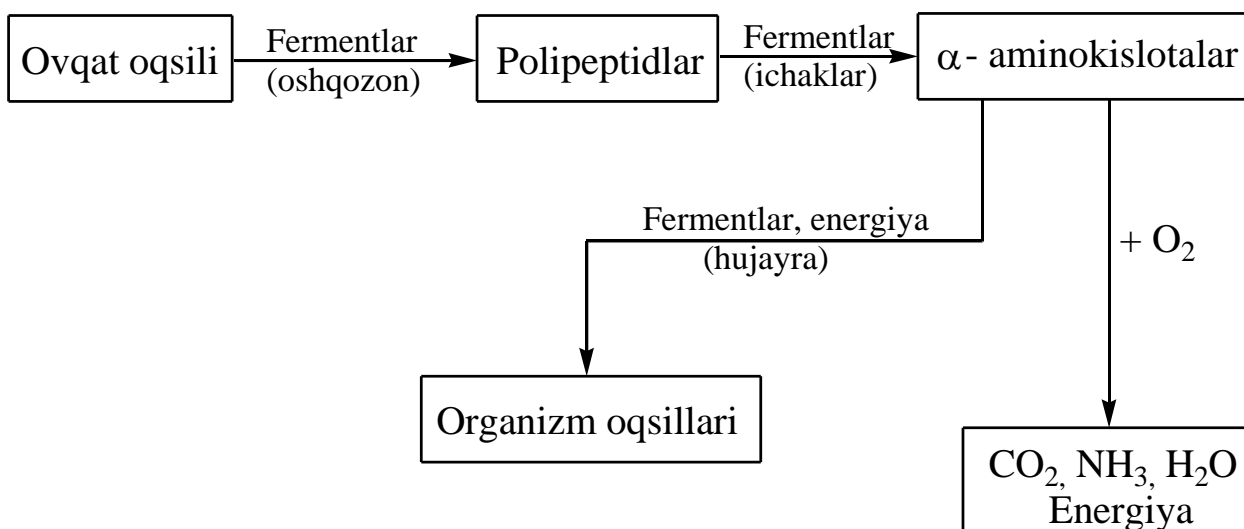 Ovqat oqsili
Fermentlar
(oshqozon)
Polipeptidlar
Fermentlar
(ichaklar)
α- aminokislotalar
Fermentlar, energiya
(hujayra)
+ O₂
Organizm oqsillari
CO₂, NH₃, H₂O
Energiya